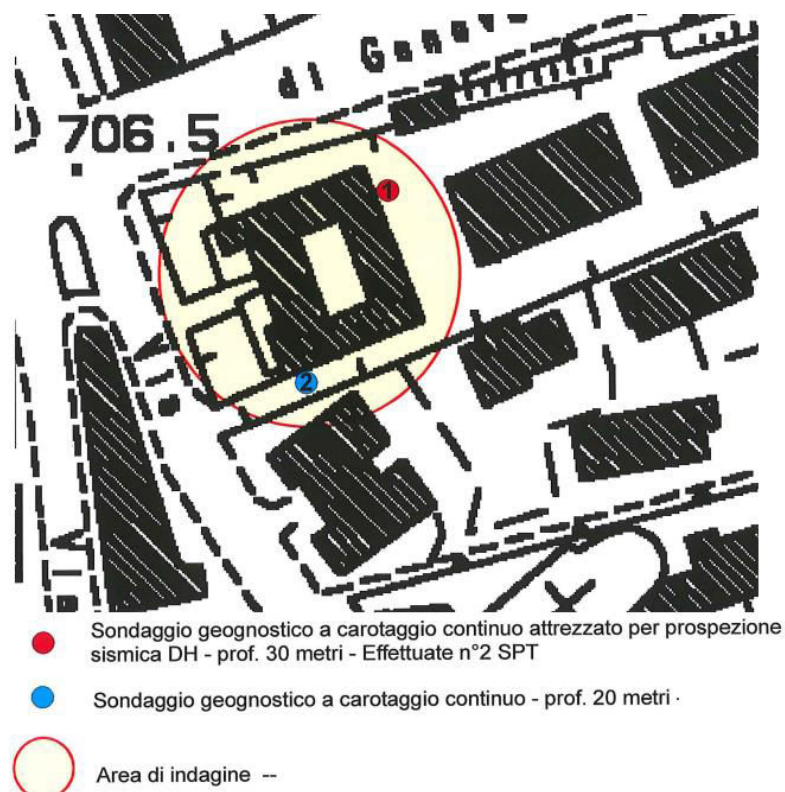 di Genova
706.5
1
2
Sondaggio geognostico a carotaggio continuo attrezzato per prospezione
sismica DH - prof. 30 metri - Effettuate n°2 SPT
Sondaggio geognostico a carotaggio continuo - prof. 20 metri -
Area di indagine --